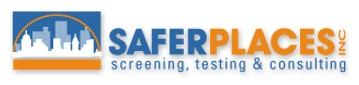 SAFERPLACES INC
screening, testing & consulting